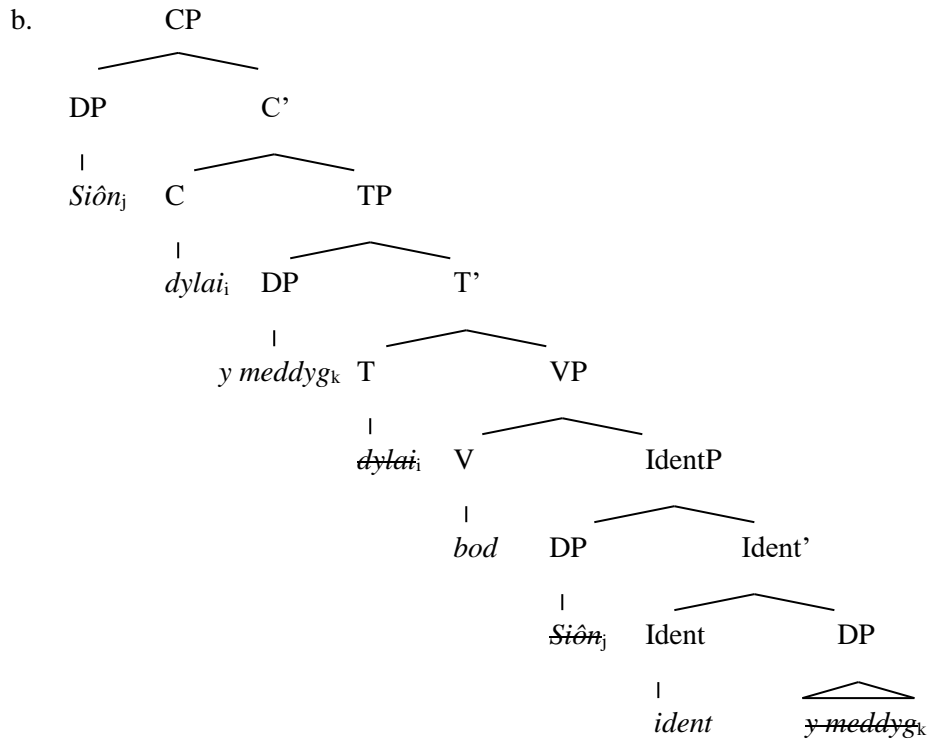 b. CP
DP C’
Siônj C TP
dylaii DP T’
y meddygk T VP
dylaii V IdentP
bod DP Ident’
Siônj Ident DP
ident y meddygk